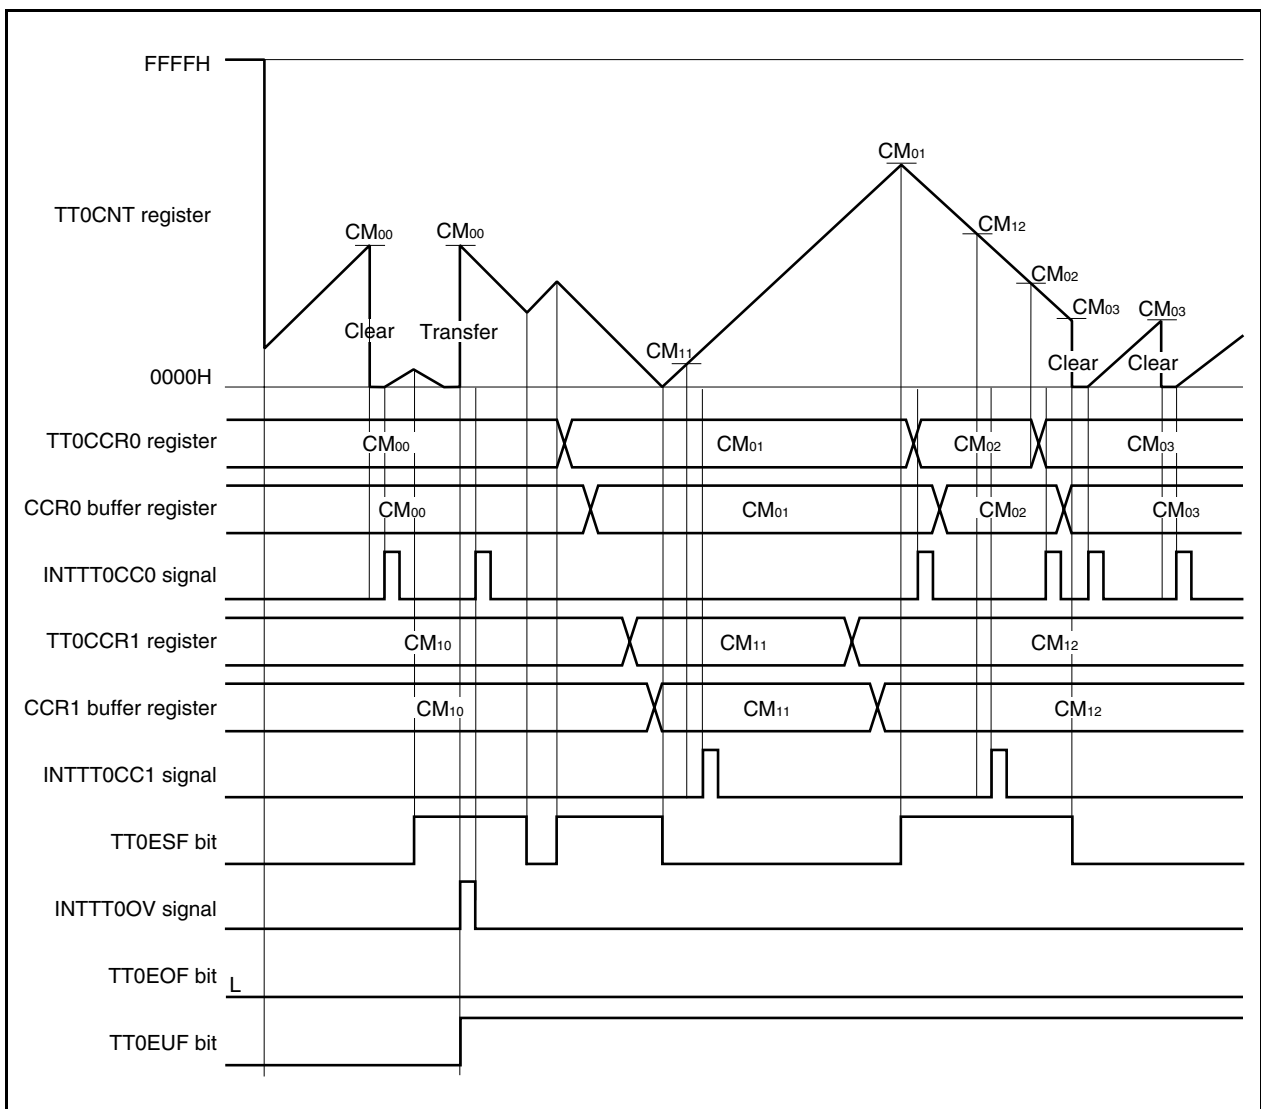 FFFFH
CM01
TT0CNT register
CM00 CM00 CM12
CM02
CM03 CM03
Clear Transfer
CM11 Clear Clear
0000H
TT0CCR0 register CM00 CM01 CM02 CM03
CCR0 buffer register CM00 CM01 CM02 CM03
INTTT0CC0 signal
TT0CCR1 register CM10 CM11 CM12
CCR1 buffer register CM10 CM11 CM12
INTTT0CC1 signal
TT0ESF bit
INTTT0OV signal
TT0EOF bit L
TT0EUF bit